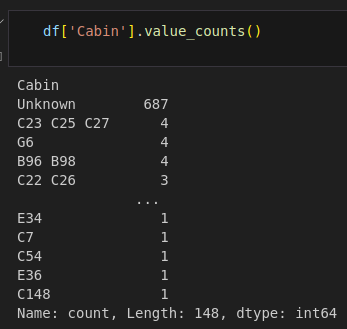 df['Cabin'].value_counts()
Cabin
Unknown 687
C23 C25 C27 4
G6 4
B96 B98 4
C22 C26 3
...
E34 1
C7 1
C54 1
E36 1
C148 1
Name: count, Length: 148, dtype: int64